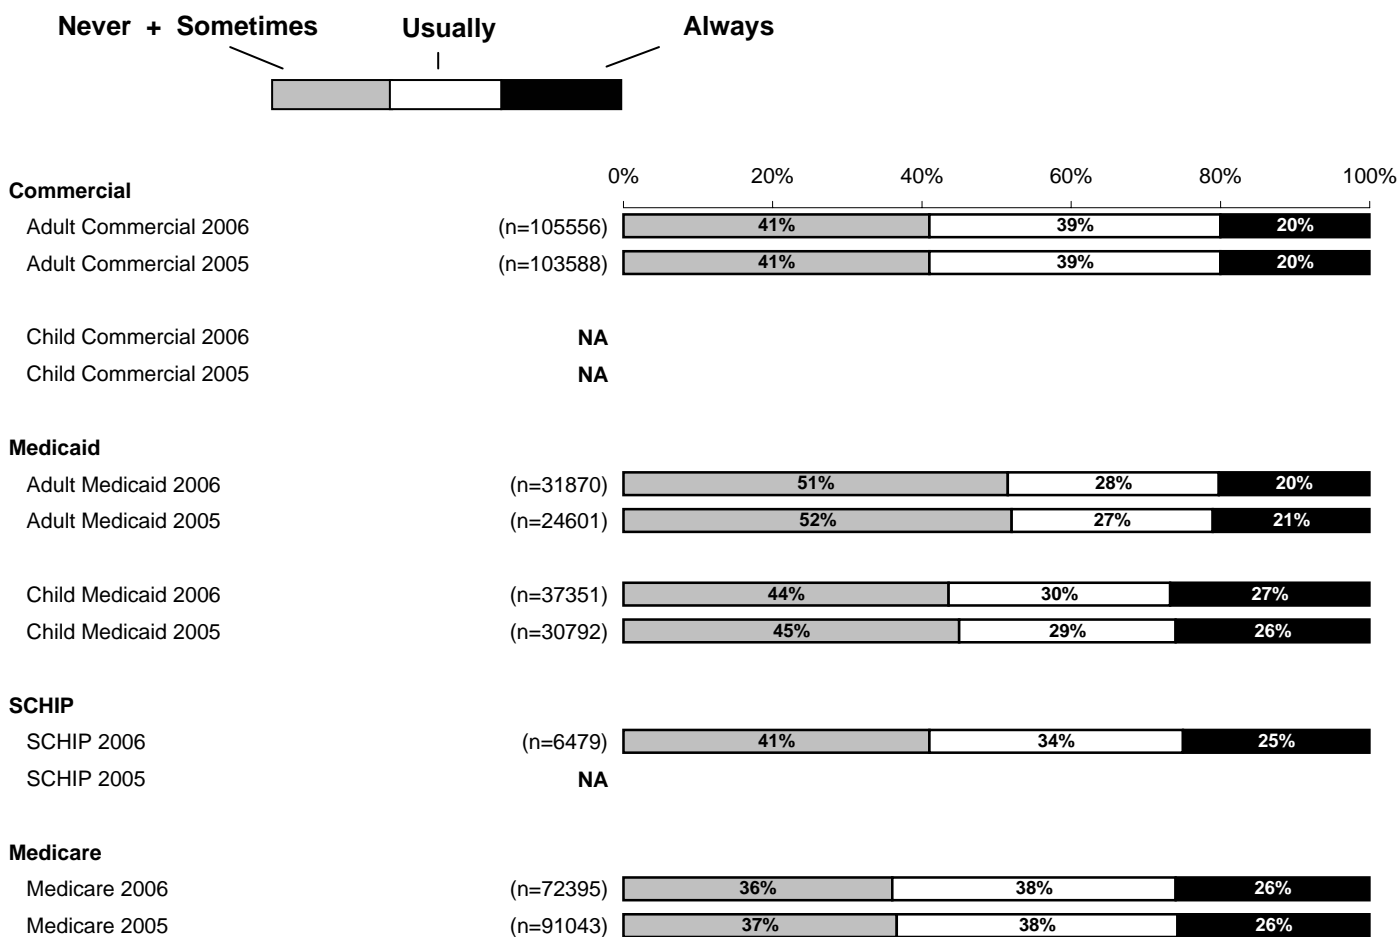 Never + Sometimes Usually Always
0% 20% 40% 60% 80% 100%
Commercial
Adult Commercial 2006 (n=105556) 41% 39% 20%
Adult Commercial 2005 (n=103588) 41% 39% 20%
Child Commercial 2006 NA
Child Commercial 2005 NA
Medicaid
Adult Medicaid 2006 (n=31870) 51% 28% 20%
Adult Medicaid 2005 (n=24601) 52% 27% 21%
Child Medicaid 2006 (n=37351) 44% 30% 27%
Child Medicaid 2005 (n=30792) 45% 29% 26%
SCHIP
SCHIP 2006 (n=6479) 41% 34% 25%
SCHIP 2005 NA
Medicare
Medicare 2006 (n=72395) 36% 38% 26%
Medicare 2005 (n=91043) 37% 38% 26%